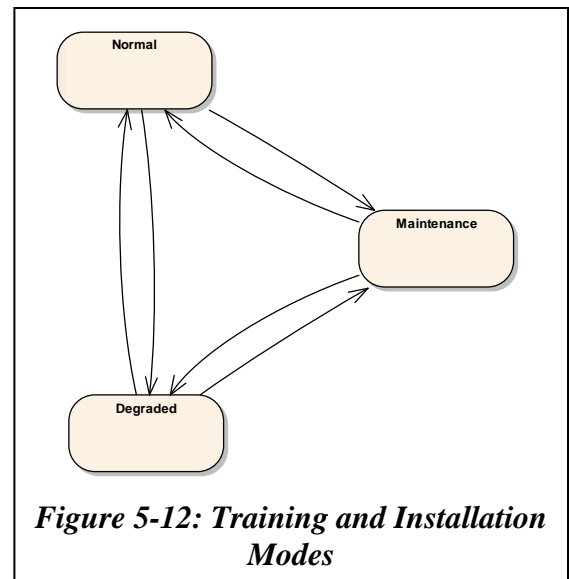 Normal
Maintenance
Degraded
Figure 5-12: Training and Installation
Modes